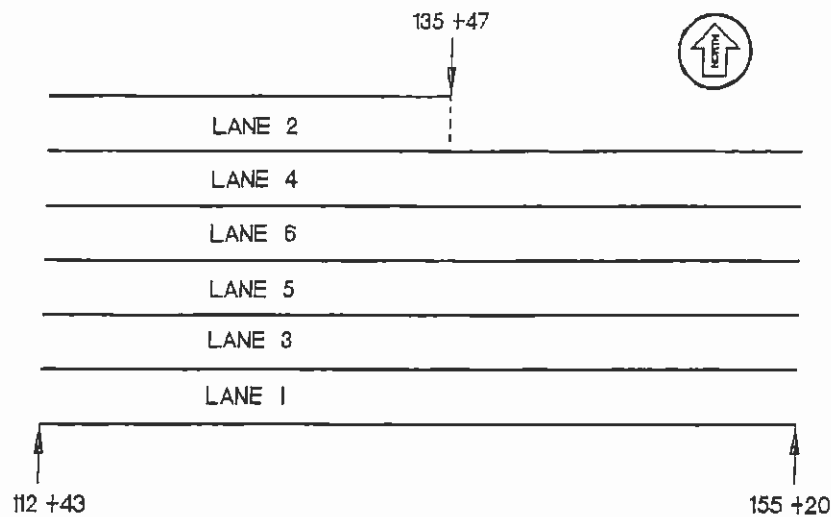 135 +47
NORTH
LANE 2
LANE 4
LANE 6
LANE 5
LANE 3
LANE 1
112 +43
155 +20